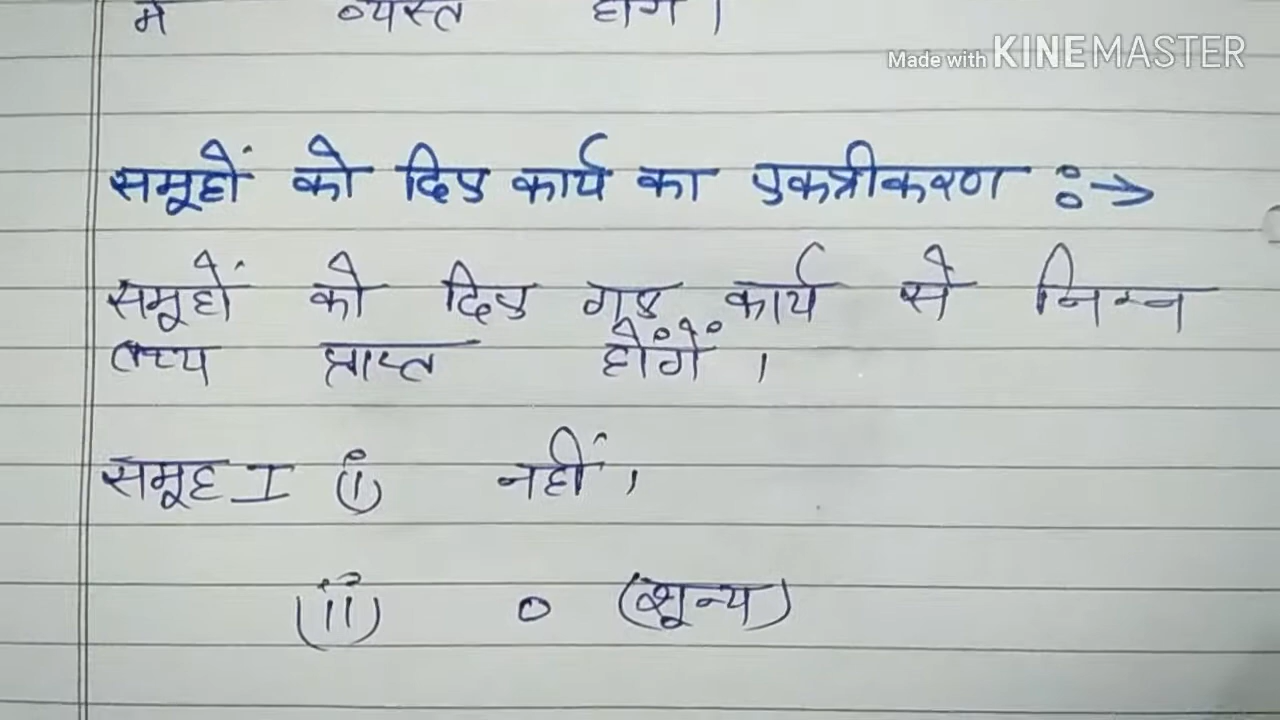 में व्यस्त होंगे।
Made with KINEMASTER
समूहों को दिए कार्य का एकत्रीकरण :→
समूहों को दिए गए कार्य से निम्न
तथ्य प्राप्त होंगें ।
समूह I (i) नहीं ।
(ii) 0 (शून्य)